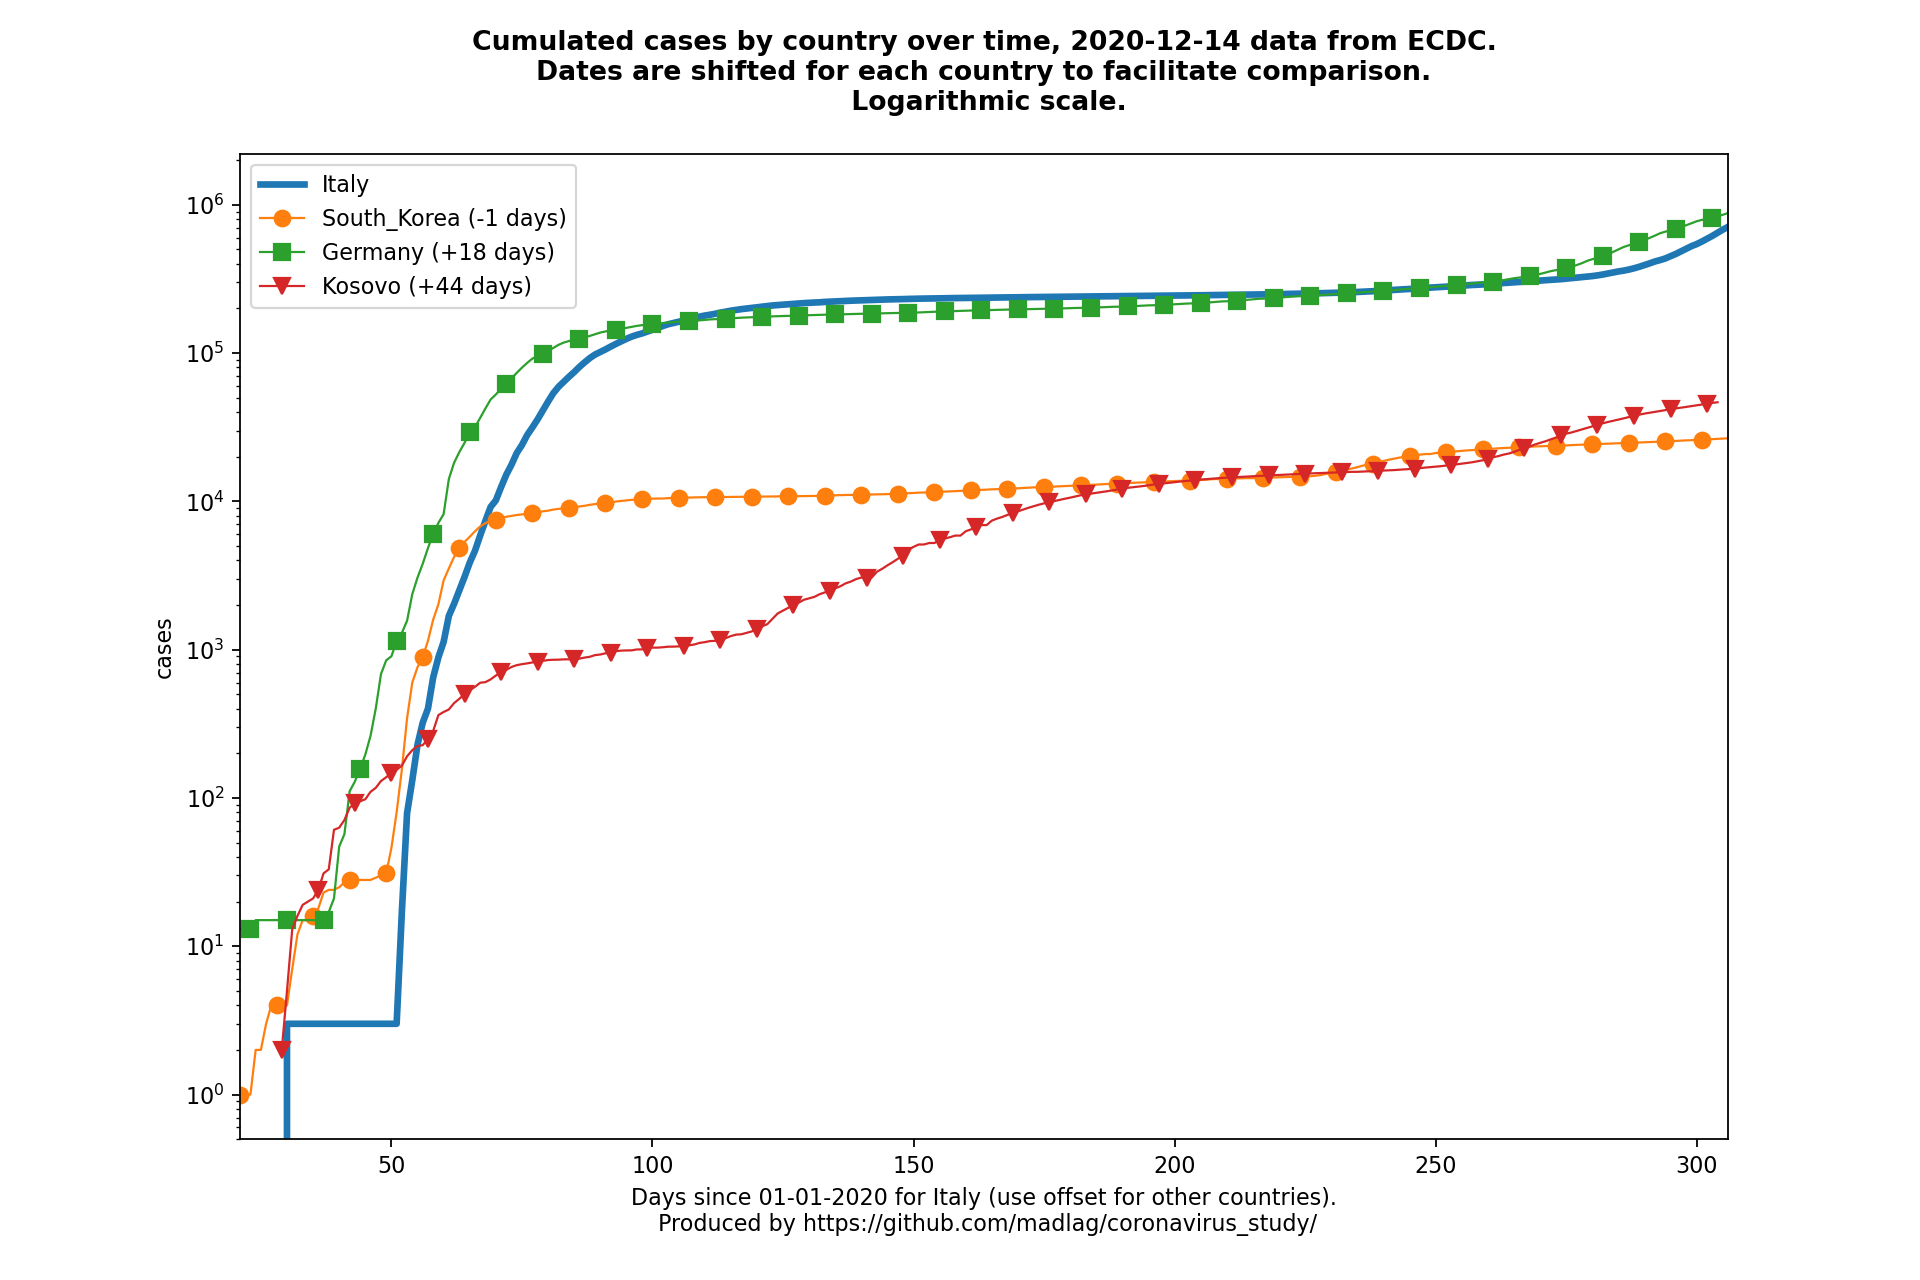 Cumulated cases by country over time, 2020-12-14 data from ECDC.
Dates are shifted for each country to facilitate comparison.
Logarithmic scale.
Italy
South_Korea (-1 days)
Germany (+18 days)
Kosovo (+44 days)
10^6
10^5
10^4
10^3
10^2
10^1
10^0
cases
50 100 150 200 250 300
Days since 01-01-2020 for Italy (use offset for other countries).
Produced by https://github.com/madlag/coronavirus_study/